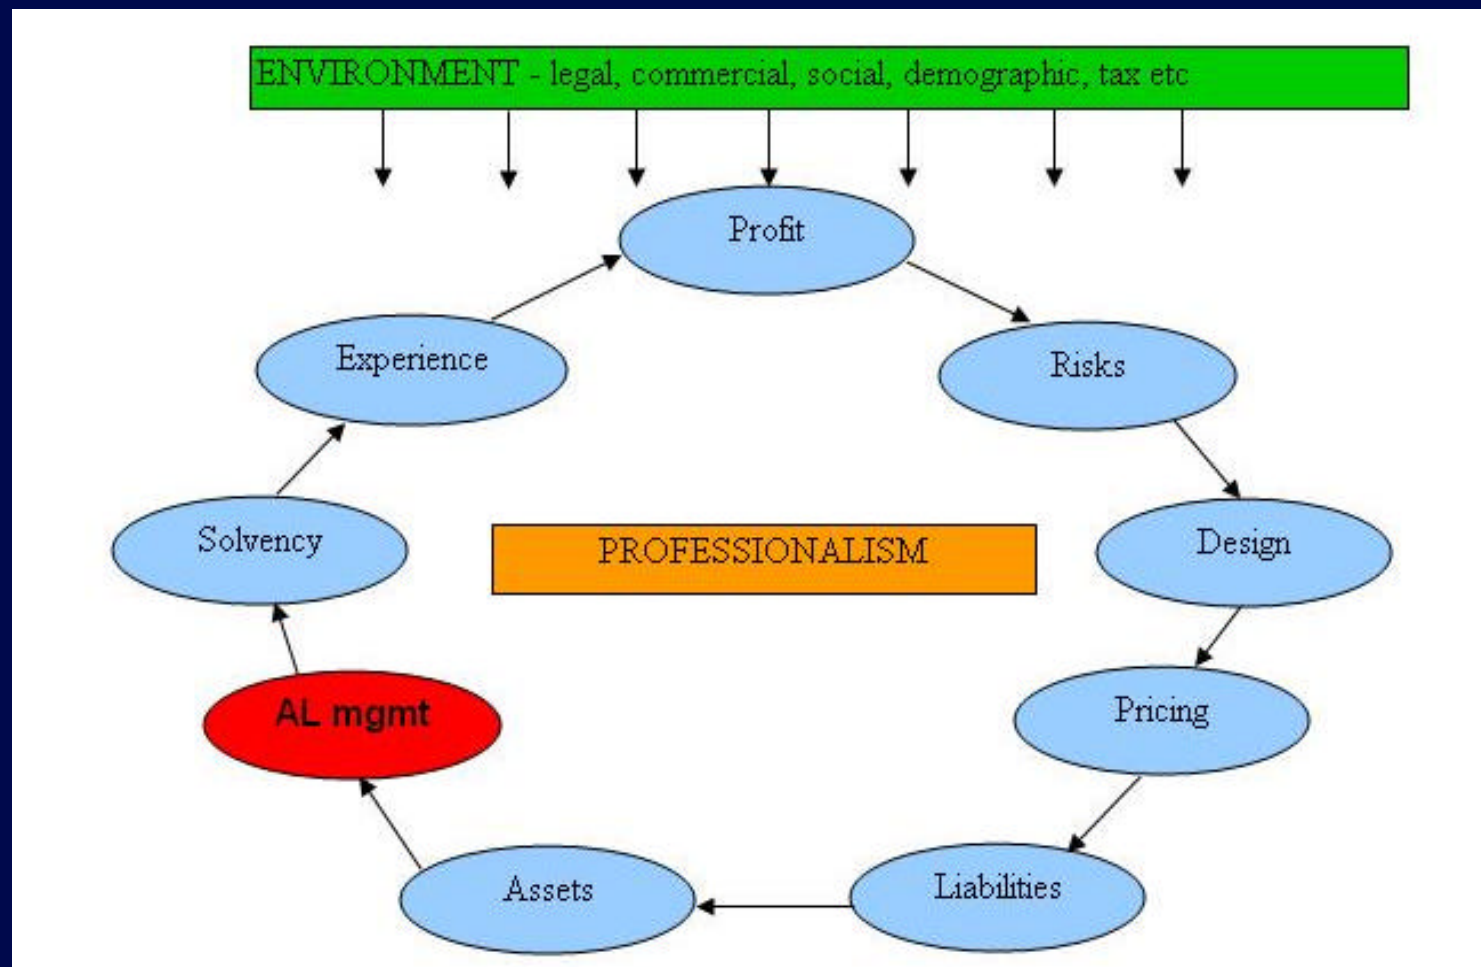 ENVIRONMENT - legal, commercial, social, demographic, tax etc
Profit
Experience
Risks
Solvency
PROFESSIONALISM
Design
AL mgmt
Pricing
Assets
Liabilities